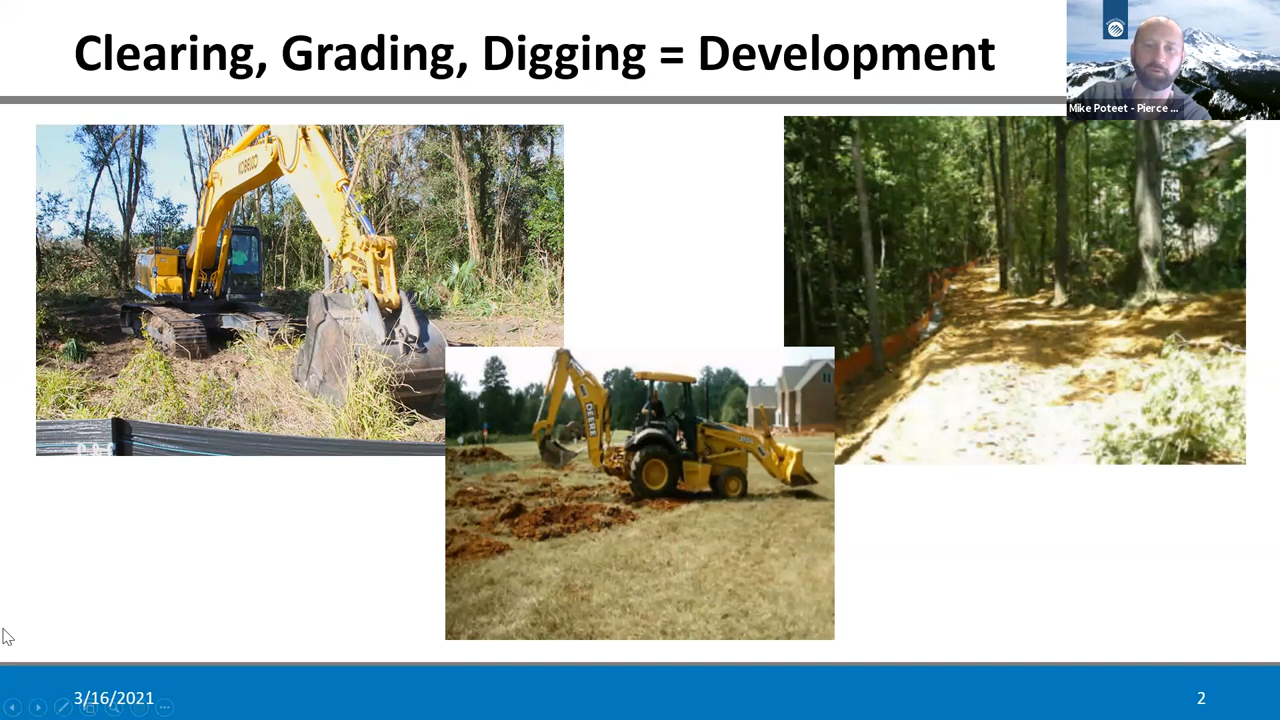 Clearing, Grading, Digging = Development
Mike Poteet - Pierce ...
KOBELCO
DEERE
3/16/2021
2